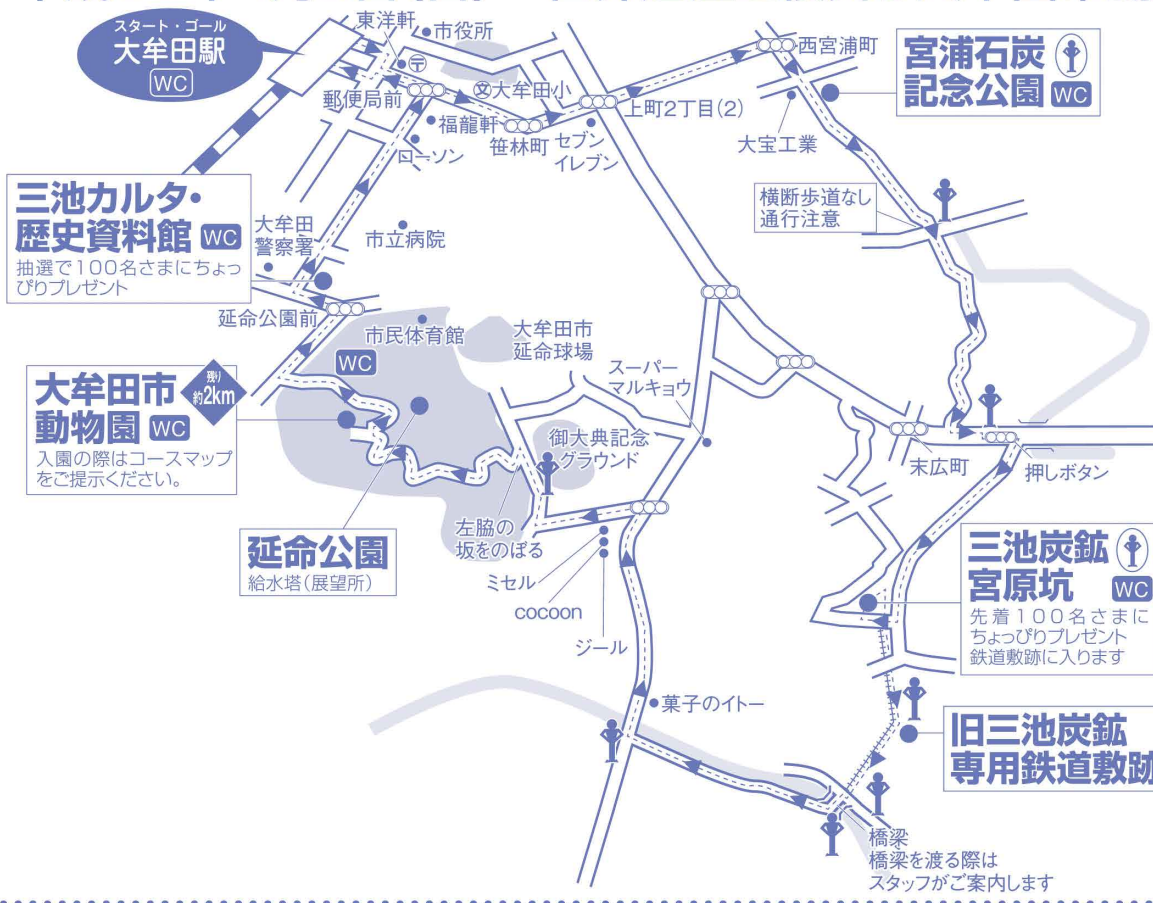 スタート・ゴール
大牟田駅
WC
東洋軒
市役所
〒
文大牟田小
郵便局前
福龍軒
ローソン
笹林町
セブン
イレブン
上町2丁目(2)
西宮浦町
大宝工業
宮浦石炭
記念公園 WC
横断歩道なし
通行注意
三池カルタ・
歴史資料館 WC
抽選で100名さまにちょっ
ぴりプレゼント
大牟田
警察署
市立病院
延命公園前
市民体育館
WC
大牟田市
延命球場
スーパー
マルキョウ
大牟田市
動物園 WC
残り
約2km
入園の際はコースマップ
をご提示ください。
御大典記念
グラウンド
末広町
押しボタン
延命公園
給水塔(展望所)
左脇の
坂をのぼる
ミセル
cocoon
ジール
三池炭鉱
宮原坑 WC
先着100名さまに
ちょっぴりプレゼント
鉄道敷跡に入ります
菓子のイトー
旧三池炭鉱
専用鉄道敷跡
橋梁
橋梁を渡る際は
スタッフがご案内します